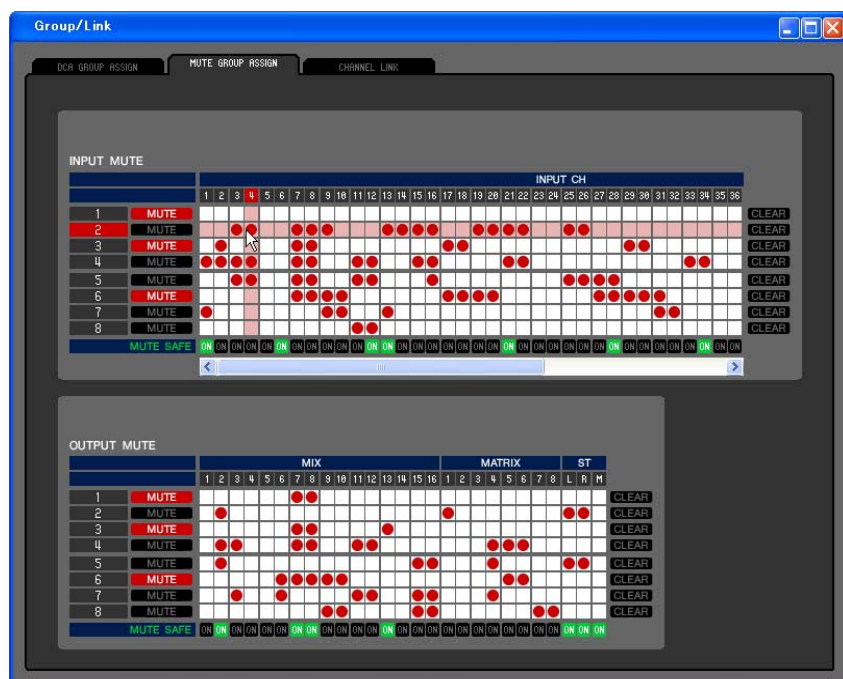 Group/Link
DCA GROUP ASSIGN MUTE GROUP ASSIGN CHANNEL LINK
INPUT MUTE
INPUT CH
1 2 3 4 5 6 7 8 9 10 11 12 13 14 15 16 17 18 19 20 21 22 23 24 25 26 27 28 29 30 31 32 33 34 35 36
1 MUTE CLEAR
2 MUTE CLEAR
3 MUTE CLEAR
4 MUTE CLEAR
5 MUTE CLEAR
6 MUTE CLEAR
7 MUTE CLEAR
8 MUTE CLEAR
MUTE SAFE ON ON ON ON ON ON ON ON ON ON ON ON ON ON ON ON ON ON ON ON ON ON ON ON ON ON ON ON ON ON ON ON ON ON ON ON
OUTPUT MUTE
MIX MATRIX ST
1 2 3 4 5 6 7 8 9 10 11 12 13 14 15 16 1 2 3 4 5 6 7 8 L R M
1 MUTE CLEAR
2 MUTE CLEAR
3 MUTE CLEAR
4 MUTE CLEAR
5 MUTE CLEAR
6 MUTE CLEAR
7 MUTE CLEAR
8 MUTE CLEAR
MUTE SAFE ON ON ON ON ON ON ON ON ON ON ON ON ON ON ON ON ON ON ON ON ON ON ON ON ON ON ON